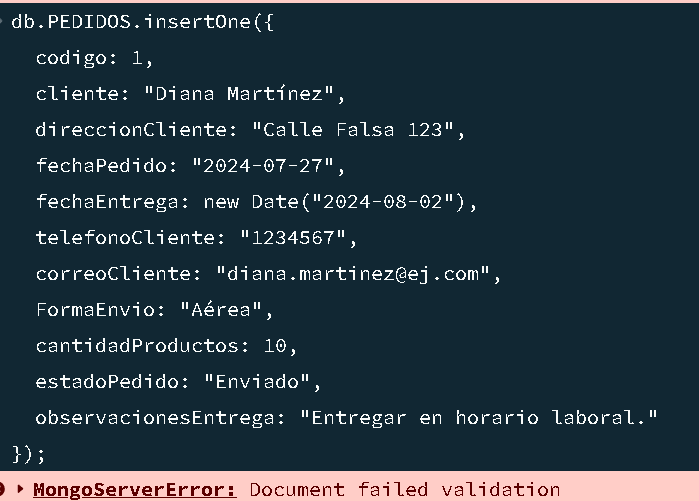 db.PEDIDOS.insertOne({
codigo: 1,
cliente: "Diana Martínez",
direccionCliente: "Calle Falsa 123",
fechaPedido: "2024-07-27",
fechaEntrega: new Date("2024-08-02"),
telefonoCliente: "1234567",
correoCliente: "diana.martinez@ej.com",
FormaEnvio: "Aérea",
cantidadProductos: 10,
estadoPedido: "Enviado",
observacionesEntrega: "Entregar en horario laboral."
});
MongoServerError: Document failed validation